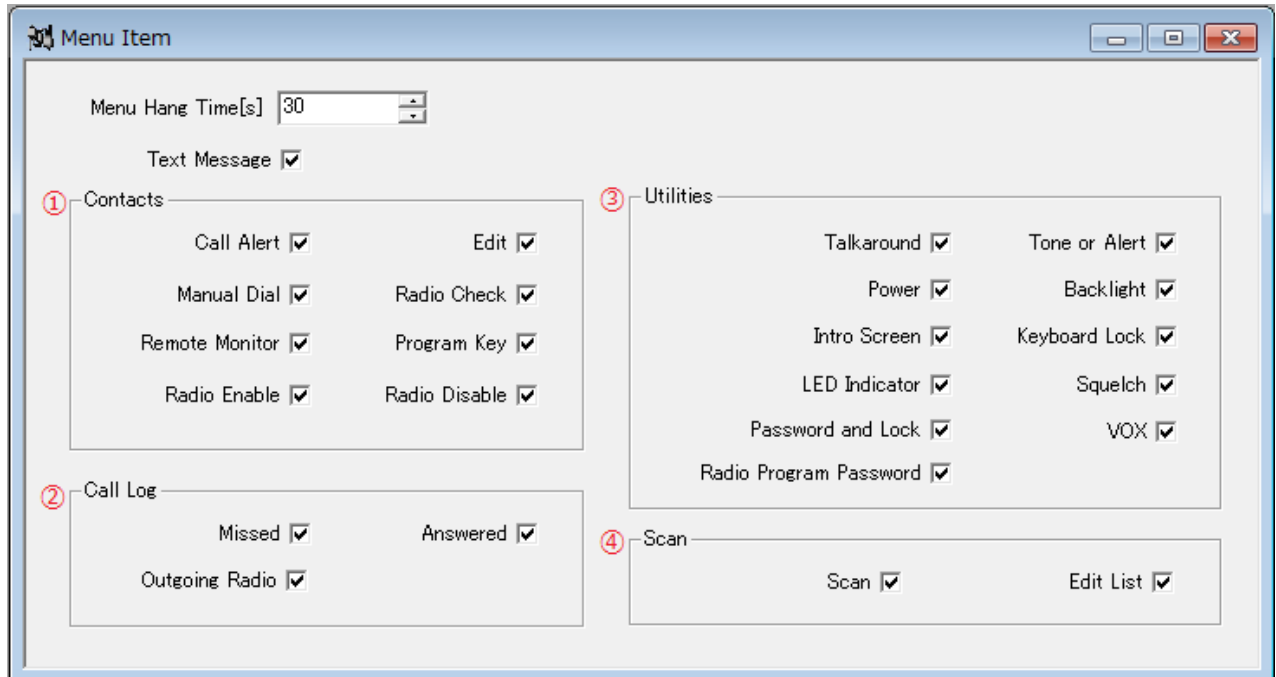 Menu Item
Menu Hang Time[s] 30
Text Message
① Contacts
Call Alert Edit
Manual Dial Radio Check
Remote Monitor Program Key
Radio Enable Radio Disable
② Call Log
Missed Answered
Outgoing Radio
③ Utilities
Talkaround Tone or Alert
Power Backlight
Intro Screen Keyboard Lock
LED Indicator Squelch
Password and Lock VOX
Radio Program Password
④ Scan
Scan Edit List